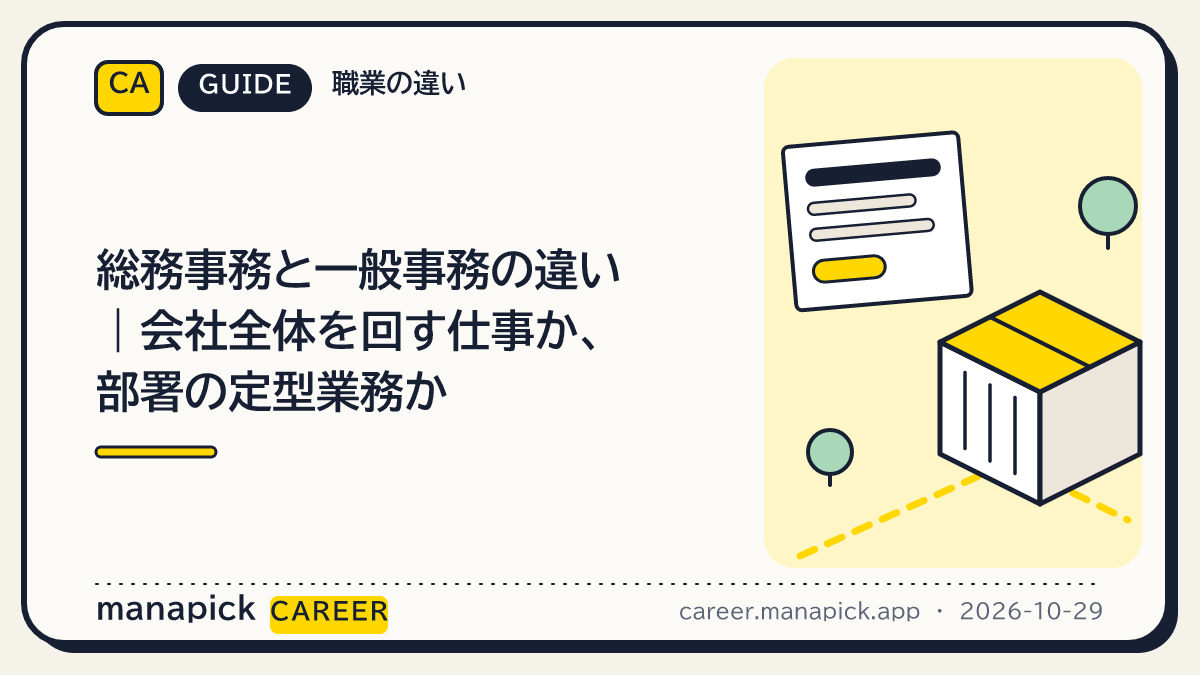 CA GUIDE 職業の違い
総務事務と一般事務の違い
｜会社全体を回す仕事か、
部署の定型業務か
manapick CAREER
career.manapick.app ・ 2026-10-29